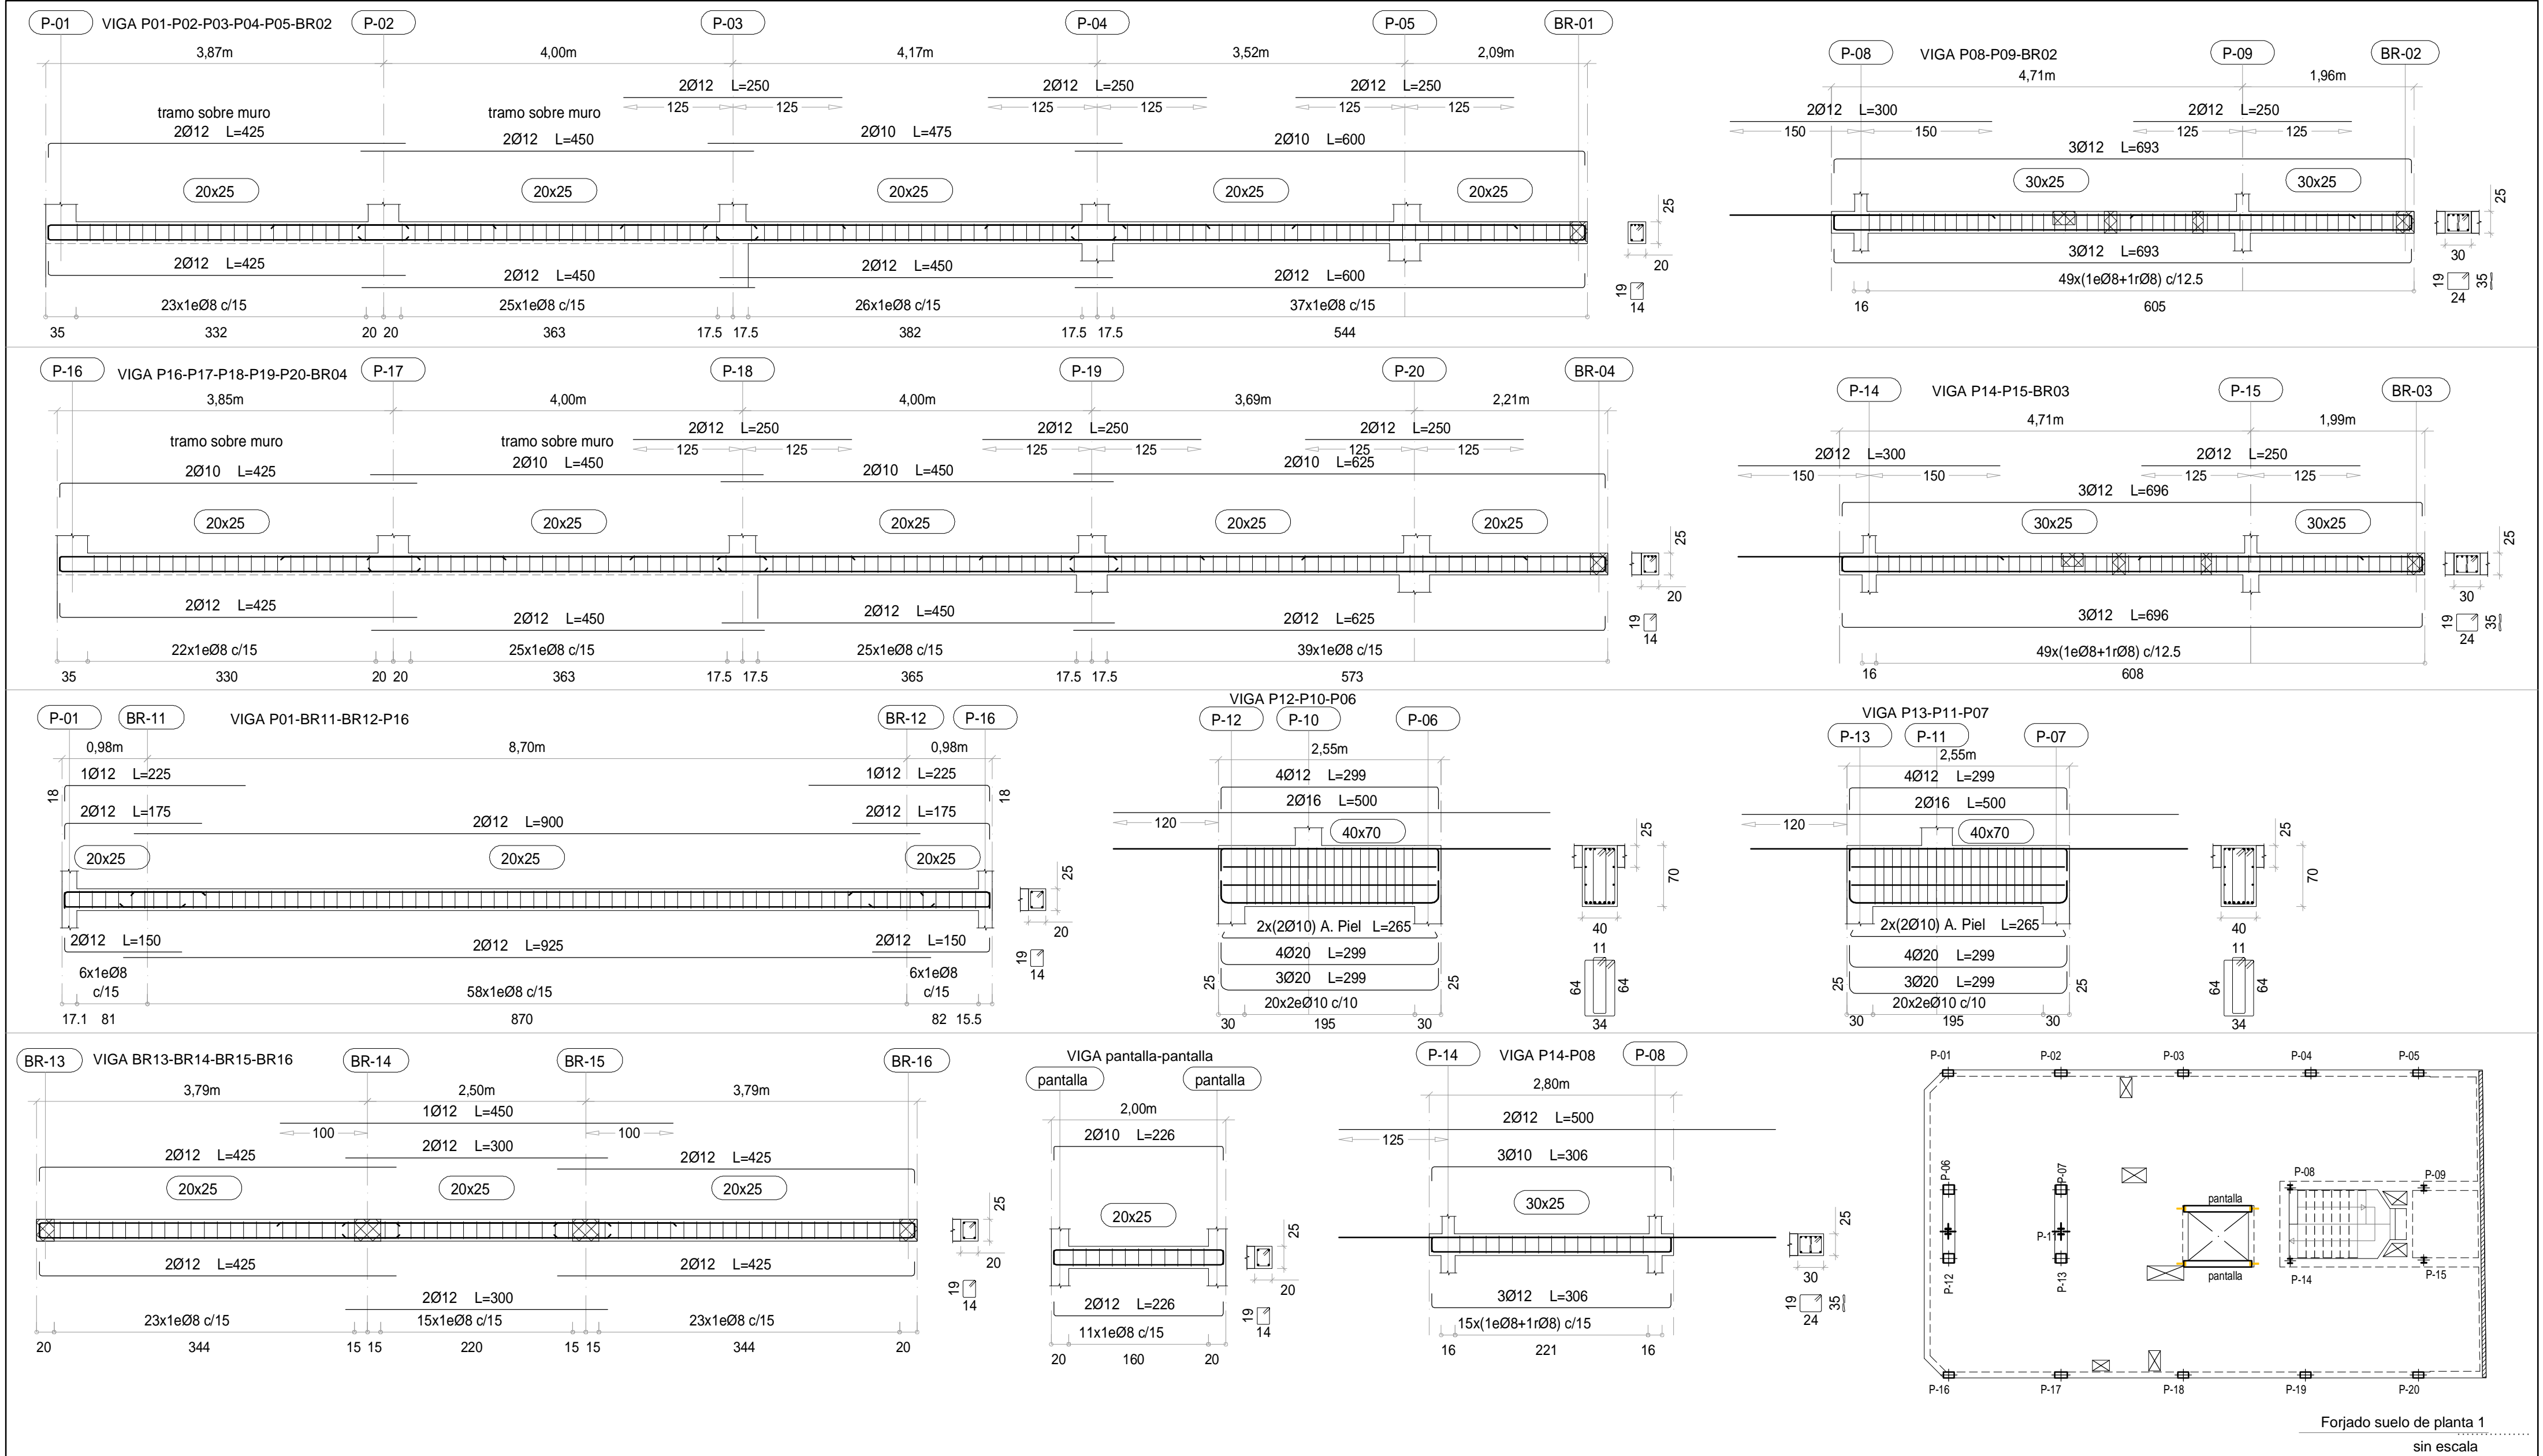 P-01 VIGA P01-P02-P03-P04-P05-BR02 P-02 P-03 P-04 P-05 BR-01
3,87m 4,00m 4,17m 3,52m 2,09m
2Ø12 L=250 2Ø12 L=250 2Ø12 L=250
125 125 125 125 125 125
tramo sobre muro tramo sobre muro
2Ø12 L=425 2Ø12 L=450 2Ø10 L=475 2Ø10 L=600
20x25 20x25 20x25 20x25 20x25
25
20
2Ø12 L=425 2Ø12 L=450 2Ø12 L=450 2Ø12 L=600
19
14
23x1eØ8 c/15 25x1eØ8 c/15 26x1eØ8 c/15 37x1eØ8 c/15
35 332 20 20 363 17.5 17.5 382 17.5 17.5 544
P-08 VIGA P08-P09-BR02 P-09 BR-02
4,71m 1,96m
2Ø12 L=300 2Ø12 L=250
150 150 125 125
3Ø12 L=693
30x25 30x25
25
30
3Ø12 L=693
49x(1eØ8+1rØ8) c/12.5
19 35
24
16 605
P-16 VIGA P16-P17-P18-P19-P20-BR04 P-17 P-18 P-19 P-20 BR-04
3,85m 4,00m 4,00m 3,69m 2,21m
2Ø12 L=250 2Ø12 L=250 2Ø12 L=250
125 125 125 125 125 125
tramo sobre muro tramo sobre muro
2Ø10 L=425 2Ø10 L=450 2Ø10 L=450 2Ø10 L=625
20x25 20x25 20x25 20x25 20x25
25
20
2Ø12 L=425 2Ø12 L=450 2Ø12 L=450 2Ø12 L=625
19
14
22x1eØ8 c/15 25x1eØ8 c/15 25x1eØ8 c/15 39x1eØ8 c/15
35 330 20 20 363 17.5 17.5 365 17.5 17.5 573
P-14 VIGA P14-P15-BR03 P-15 BR-03
4,71m 1,99m
2Ø12 L=300 2Ø12 L=250
150 150 125 125
3Ø12 L=696
30x25 30x25
25
30
3Ø12 L=696
49x(1eØ8+1rØ8) c/12.5
19 35
24
16 608
P-01 BR-11 VIGA P01-BR11-BR12-P16 BR-12 P-16
0,98m 8,70m 0,98m
1Ø12 L=225 1Ø12 L=225
18 18
2Ø12 L=175 2Ø12 L=900 2Ø12 L=175
20x25 20x25 20x25
25
20
2Ø12 L=150 2Ø12 L=925 2Ø12 L=150
19
14
6x1eØ8 6x1eØ8
c/15 58x1eØ8 c/15 c/15
17.1 81 870 82 15.5
VIGA P12-P10-P06
P-12 P-10 P-06
2,55m
4Ø12 L=299
2Ø16 L=500
120
40x70
25
70
40
2x(2Ø10) A. Piel L=265
4Ø20 L=299
3Ø20 L=299
25 25
20x2eØ10 c/10
30 195 30
11
64 64
34
VIGA P13-P11-P07
P-13 P-11 P-07
2,55m
4Ø12 L=299
2Ø16 L=500
120
40x70
25
70
40
2x(2Ø10) A. Piel L=265
4Ø20 L=299
3Ø20 L=299
25 25
20x2eØ10 c/10
30 195 30
11
64 64
34
BR-13 VIGA BR13-BR14-BR15-BR16 BR-14 BR-15 BR-16
3,79m 2,50m 3,79m
1Ø12 L=450
100 100
2Ø12 L=425 2Ø12 L=300 2Ø12 L=425
20x25 20x25 20x25
25
20
2Ø12 L=425 2Ø12 L=425
2Ø12 L=300
19
14
23x1eØ8 c/15 15x1eØ8 c/15 23x1eØ8 c/15
20 344 15 15 220 15 15 344 20
VIGA pantalla-pantalla
pantalla pantalla
2,00m
2Ø10 L=226
20x25
25
20
2Ø12 L=226
19
14
11x1eØ8 c/15
20 160 20
P-14 VIGA P14-P08 P-08
2,80m
2Ø12 L=500
125
3Ø10 L=306
30x25
25
30
3Ø12 L=306
19 35
24
15x(1eØ8+1rØ8) c/15
16 221 16
P-01 P-02 P-03 P-04 P-05
P-06 P-07 P-08 P-09
pantalla
P-11
pantalla
P-12 P-13 P-14 P-15
P-16 P-17 P-18 P-19 P-20
Forjado suelo de planta 1
sin escala